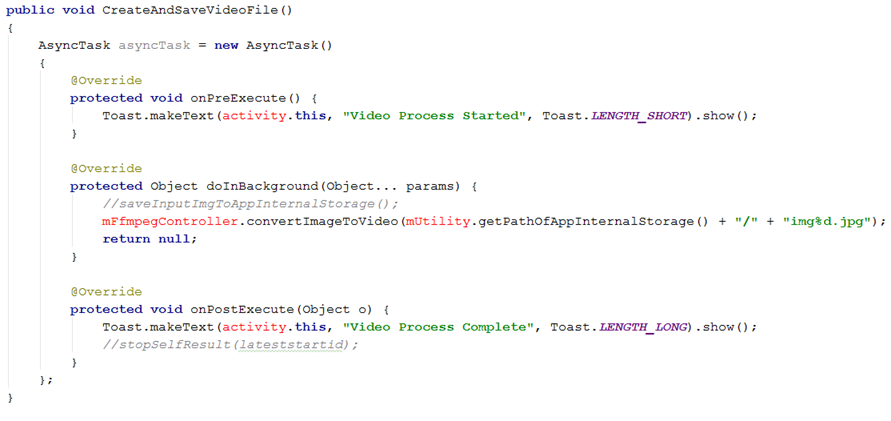 public void CreateAndSaveVideoFile()
{
AsyncTask asyncTask = new AsyncTask()
{
@Override
protected void onPreExecute() {
Toast.makeText(activity.this, "Video Process Started", Toast.LENGTH_SHORT).show();
}
@Override
protected Object doInBackground(Object... params) {
//saveInputImgToAppInternalStorage();
mFfmpegController.convertImageToVideo(mUtility.getPathOfAppInternalStorage() + "/" + "img%d.jpg");
return null;
}
@Override
protected void onPostExecute(Object o) {
Toast.makeText(activity.this, "Video Process Complete", Toast.LENGTH_LONG).show();
//stopSelfResult(lateststartid);
}
};
}